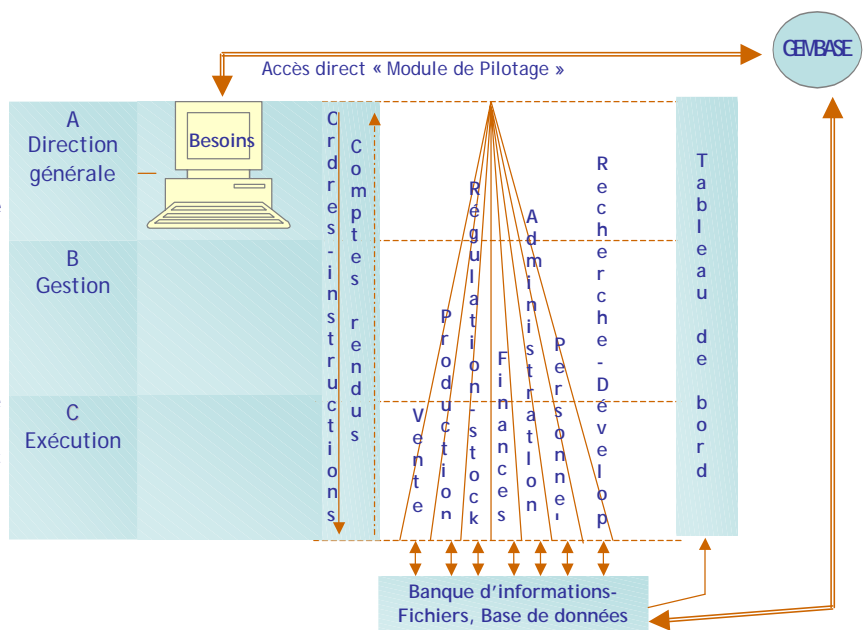 GEMBASE
Accès direct « Module de Pilotage »
A
Direction
générale
Besoins
B
Gestion
C
Exécution
Ordres-instructions
Comptes rendus
Vente
Production
Régulation-stock
Finances
Administration
Personnel
Recherche-Dévelop
Tableau de bord
Banque d'informations-
Fichiers, Base de données